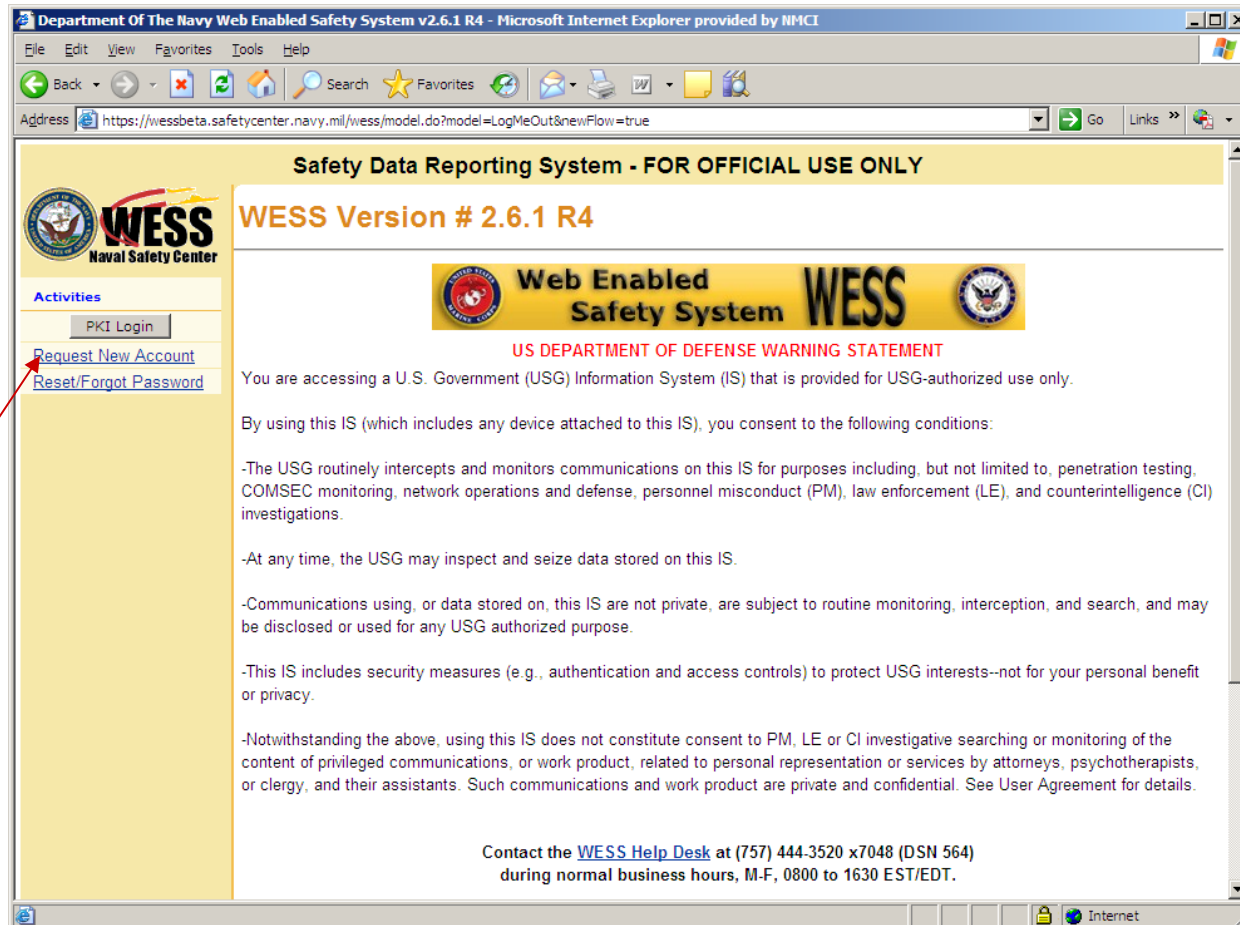 Department Of The Navy Web Enabled Safety System v2.6.1 R4 - Microsoft Internet Explorer provided by NMCI
File Edit View Favorites Tools Help
Back Search Favorites
Address https://wessbeta.safetycenter.navy.mil/wess/model.do?model=LogMeOut&newFlow=true Go Links »
Safety Data Reporting System - FOR OFFICIAL USE ONLY
WESS
Naval Safety Center
WESS Version # 2.6.1 R4
Activities
PKI Login
Request New Account
Reset/Forgot Password
Web Enabled
Safety System WESS
US DEPARTMENT OF DEFENSE WARNING STATEMENT
You are accessing a U.S. Government (USG) Information System (IS) that is provided for USG-authorized use only.
By using this IS (which includes any device attached to this IS), you consent to the following conditions:
-The USG routinely intercepts and monitors communications on this IS for purposes including, but not limited to, penetration testing,
COMSEC monitoring, network operations and defense, personnel misconduct (PM), law enforcement (LE), and counterintelligence (CI)
investigations.
-At any time, the USG may inspect and seize data stored on this IS.
-Communications using, or data stored on, this IS are not private, are subject to routine monitoring, interception, and search, and may
be disclosed or used for any USG authorized purpose.
-This IS includes security measures (e.g., authentication and access controls) to protect USG interests--not for your personal benefit
or privacy.
-Notwithstanding the above, using this IS does not constitute consent to PM, LE or CI investigative searching or monitoring of the
content of privileged communications, or work product, related to personal representation or services by attorneys, psychotherapists,
or clergy, and their assistants. Such communications and work product are private and confidential. See User Agreement for details.
Contact the WESS Help Desk at (757) 444-3520 x7048 (DSN 564)
during normal business hours, M-F, 0800 to 1630 EST/EDT.
Internet